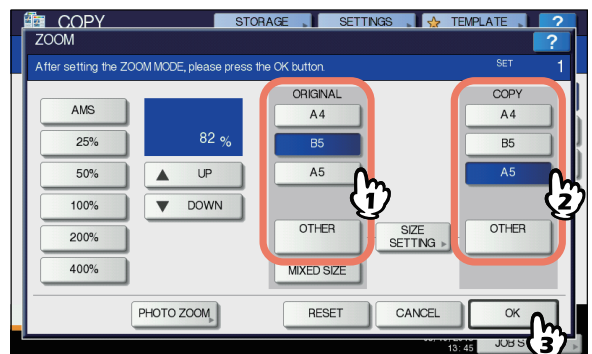 COPY
STORAGE
SETTINGS
TEMPLATE
?
ZOOM
?
After setting the ZOOM MODE, please press the OK button.
SET 1
AMS
25%
50%
100%
200%
400%
82 %
UP
DOWN
ORIGINAL
A4
B5
A5
OTHER
MIXED SIZE
1
SIZE
SETTING
COPY
A4
B5
A5
OTHER
2
PHOTO ZOOM
RESET
CANCEL
OK
3
13:45
JOB S